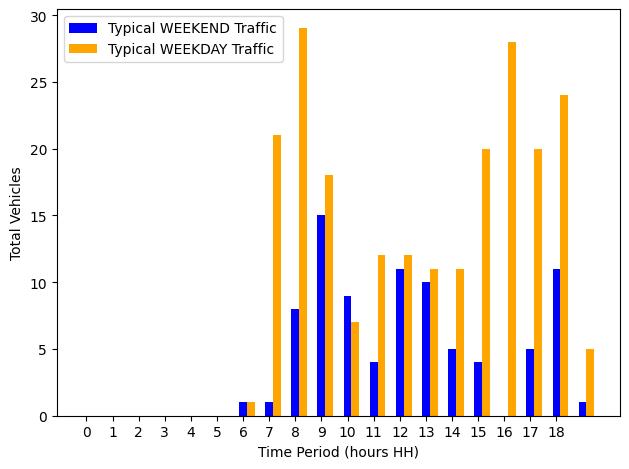 Typical WEEKEND Traffic
Typical WEEKDAY Traffic
30
25
20
15
10
5
0
Total Vehicles
0 1 2 3 4 5 6 7 8 9 10 11 12 13 14 15 16 17 18
Time Period (hours HH)